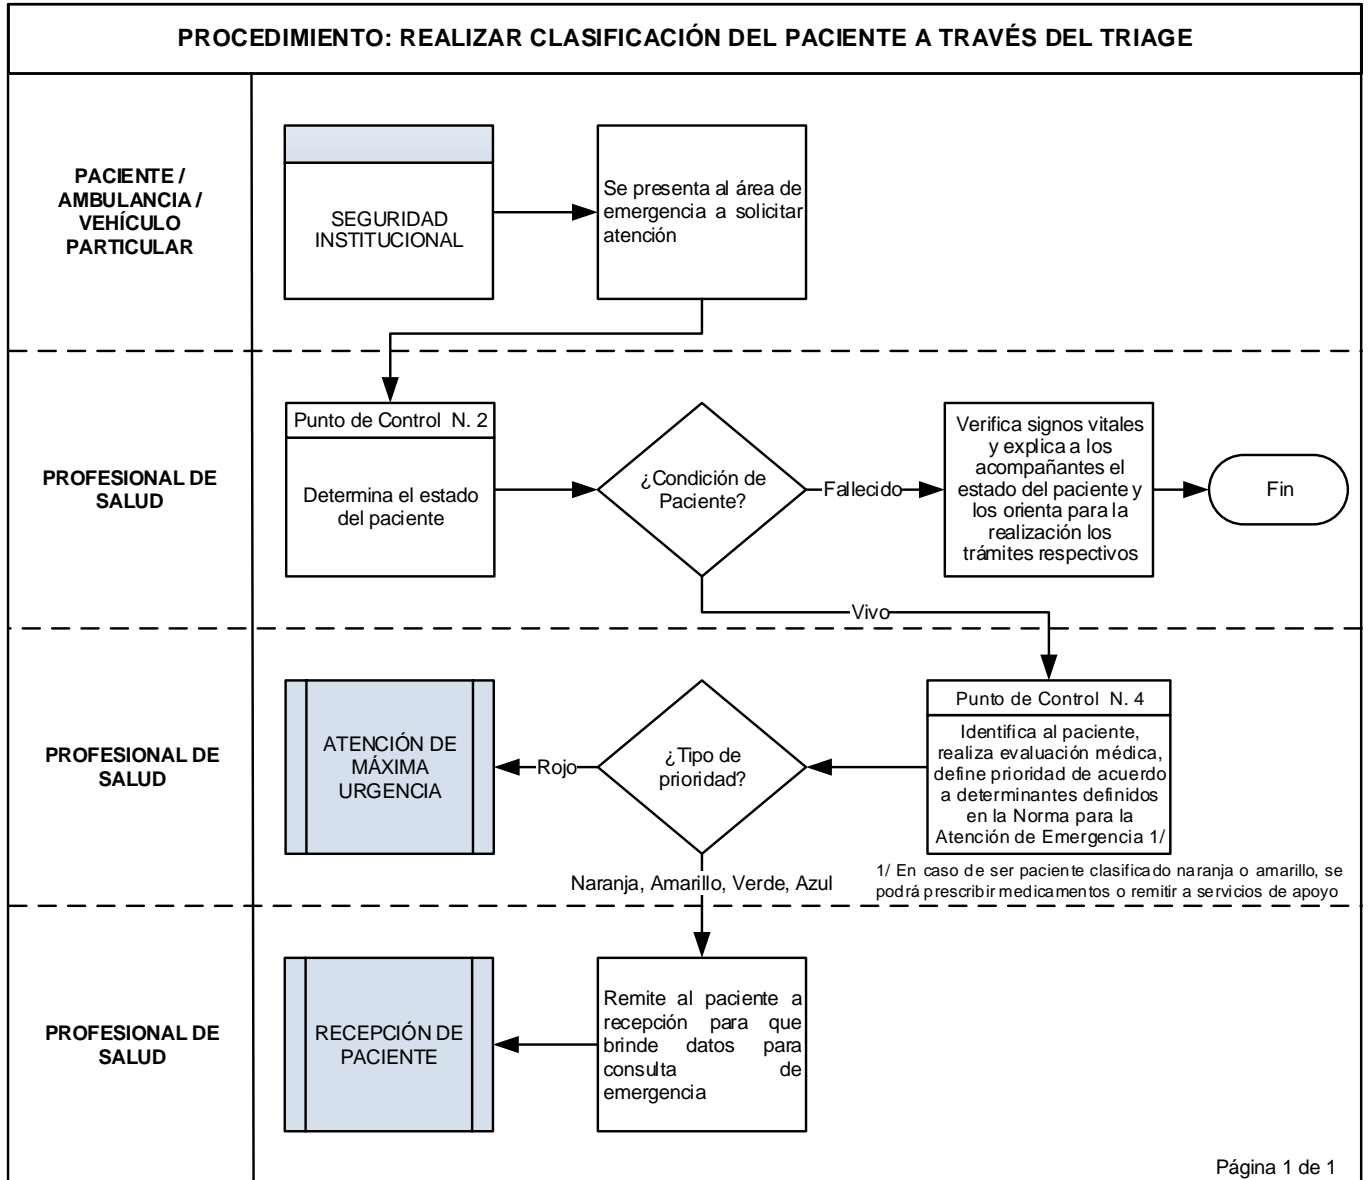 PROCEDIMIENTO: REALIZAR CLASIFICACIÓN DEL PACIENTE A TRAVÉS DEL TRIAGE
PACIENTE /
AMBULANCIA /
VEHÍCULO
PARTICULAR
SEGURIDAD
INSTITUCIONAL
Se presenta al área de
emergencia a solicitar
atención
PROFESIONAL DE
SALUD
Punto de Control N. 2
Determina el estado
del paciente
¿Condición de
Paciente?
Fallecido
Verifica signos vitales
y explica a los
acompañantes el
estado del paciente y
los orienta para la
realización los
trámites respectivos
Fin
Vivo
PROFESIONAL DE
SALUD
ATENCIÓN DE
MÁXIMA
URGENCIA
Rojo
¿Tipo de
prioridad?
Punto de Control N. 4
Identifica al paciente,
realiza evaluación médica,
define prioridad de acuerdo
a determinantes definidos
en la Norma para la
Atención de Emergencia 1/
Naranja, Amarillo, Verde, Azul
1/ En caso de ser paciente clasificado naranja o amarillo, se
podrá prescribir medicamentos o remitir a servicios de apoyo
PROFESIONAL DE
SALUD
RECEPCIÓN DE
PACIENTE
Remite al paciente a
recepción para que
brinde datos para
consulta de
emergencia
Página 1 de 1